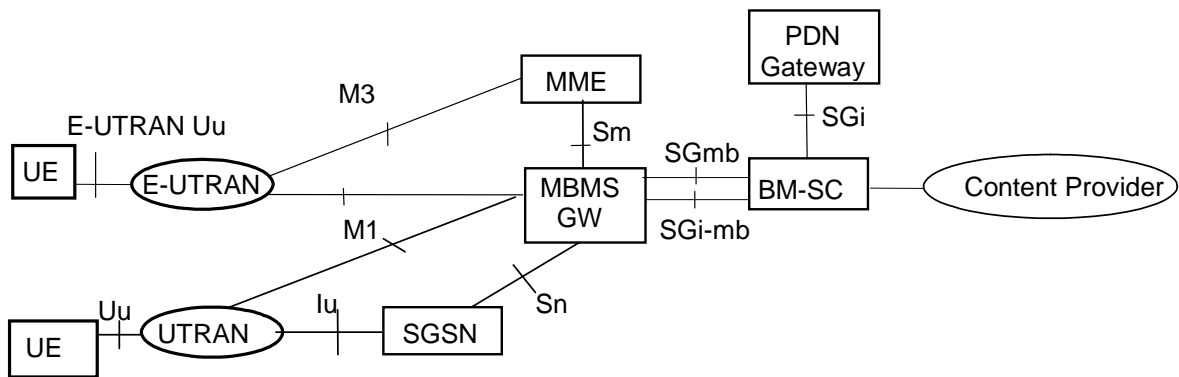 PDN
Gateway
MME
M3
SGi
E-UTRAN Uu
Sm
SGmb
UE
E-UTRAN
MBMS
GW
BM-SC
Content Provider
M1
SGi-mb
Uu
Iu
Sn
UE
UTRAN
SGSN